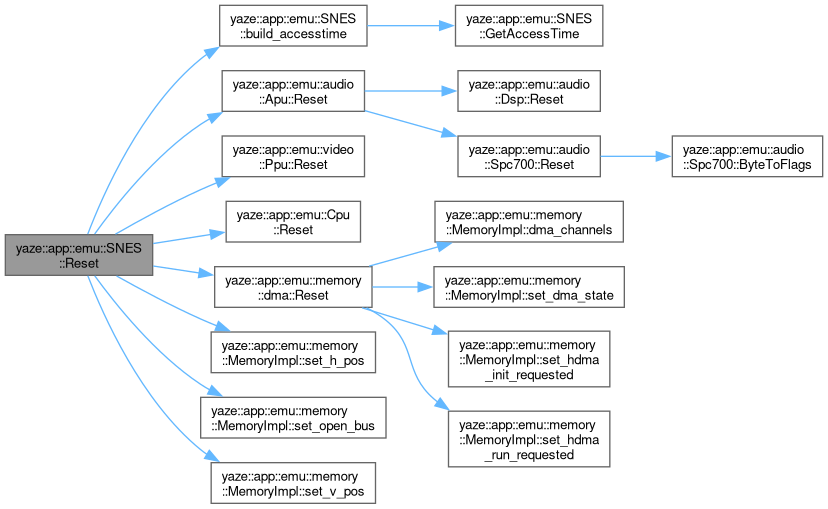 yaze::app::emu::SNES
::Reset
yaze::app::emu::SNES
::build_accesstime
yaze::app::emu::SNES
::GetAccessTime
yaze::app::emu::audio
::Apu::Reset
yaze::app::emu::audio
::Dsp::Reset
yaze::app::emu::audio
::Spc700::Reset
yaze::app::emu::audio
::Spc700::ByteToFlags
yaze::app::emu::video
::Ppu::Reset
yaze::app::emu::Cpu
::Reset
yaze::app::emu::memory
::dma::Reset
yaze::app::emu::memory
::MemoryImpl::dma_channels
yaze::app::emu::memory
::MemoryImpl::set_dma_state
yaze::app::emu::memory
::MemoryImpl::set_hdma
_init_requested
yaze::app::emu::memory
::MemoryImpl::set_hdma
_run_requested
yaze::app::emu::memory
::MemoryImpl::set_h_pos
yaze::app::emu::memory
::MemoryImpl::set_open_bus
yaze::app::emu::memory
::MemoryImpl::set_v_pos